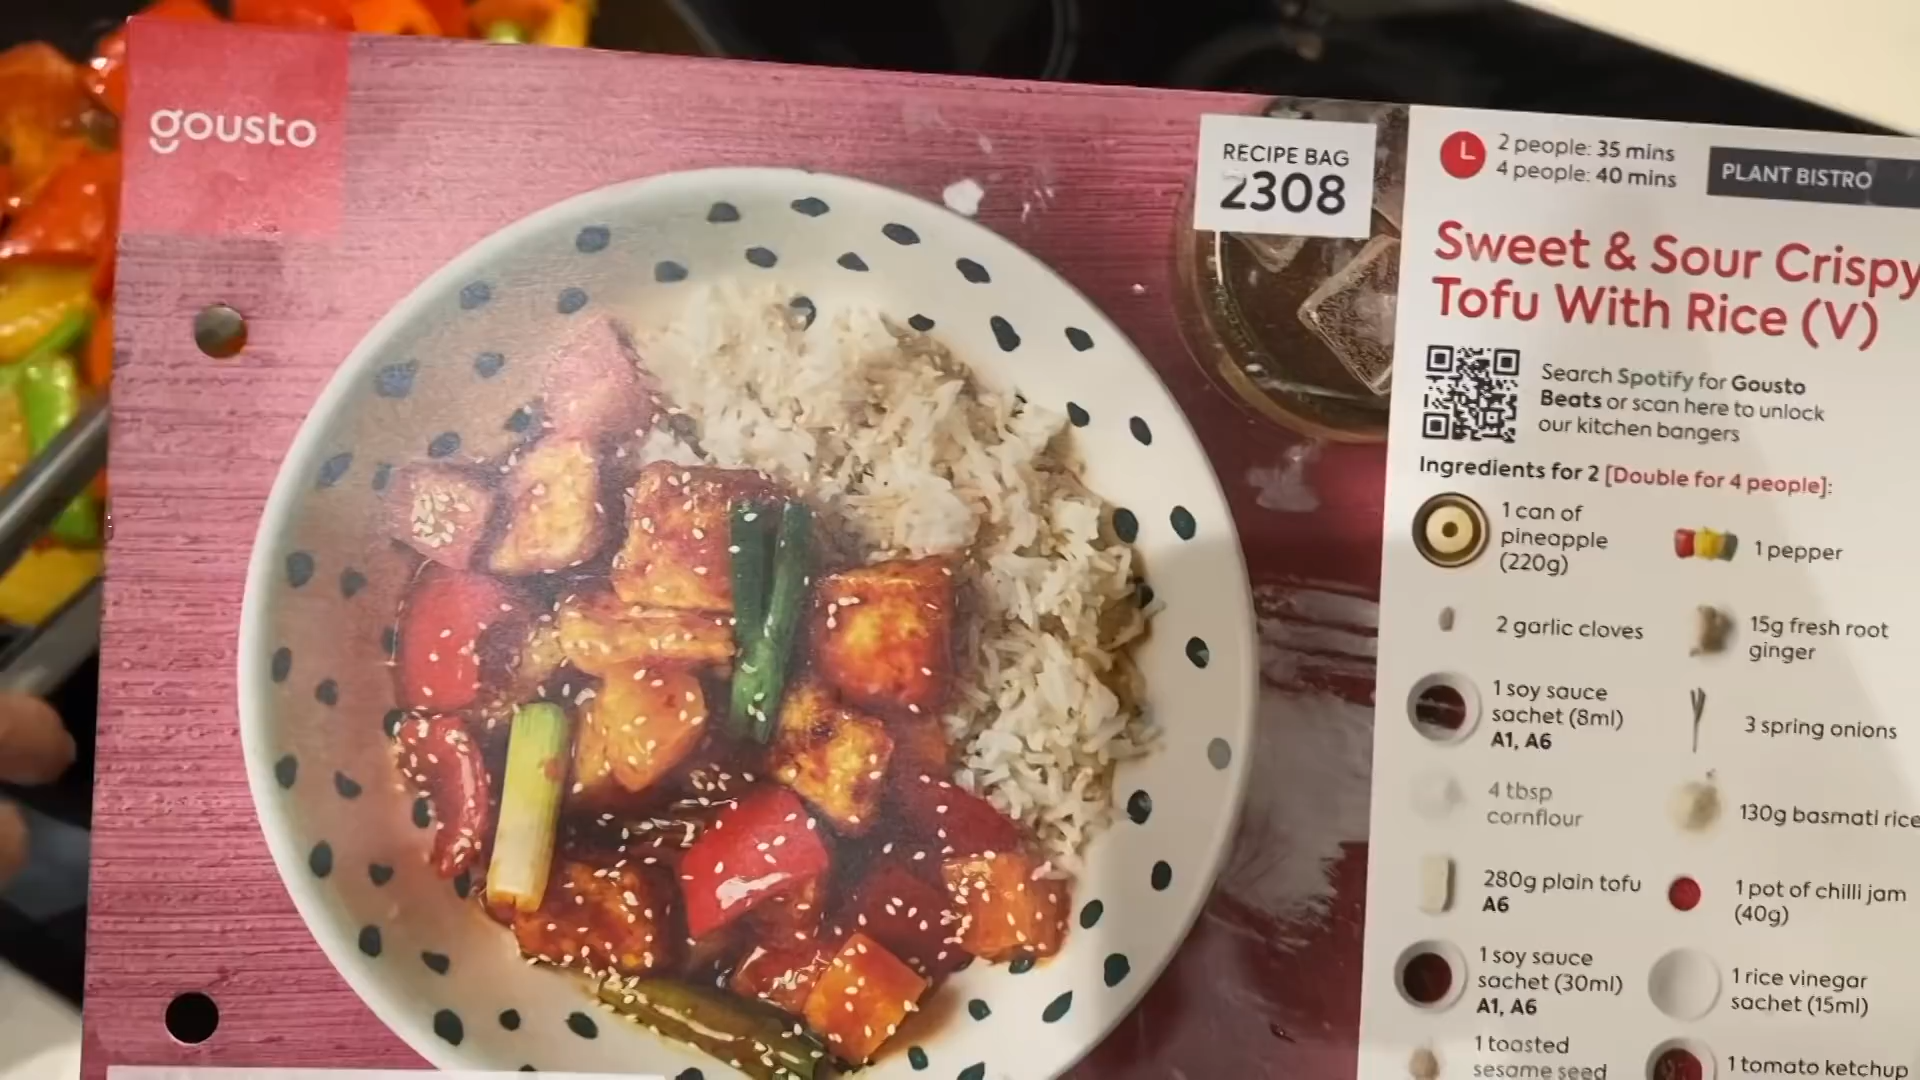 gousto
RECIPE BAG
2308
2 people: 35 mins
4 people: 40 mins
PLANT BISTRO
Sweet & Sour Crispy
Tofu With Rice (V)
Search Spotify for Gousto
Beats or scan here to unlock
our kitchen bangers
Ingredients for 2 [Double for 4 people]:
1 can of
pineapple
(220g)
1 pepper
2 garlic cloves
15g fresh root
ginger
1 soy sauce
sachet (8ml)
A1, A6
3 spring onions
4 tbsp
cornflour
130g basmati rice
280g plain tofu
A6
1 pot of chilli jam
(40g)
1 soy sauce
sachet (30ml)
A1, A6
1 rice vinegar
sachet (15ml)
1 toasted
sesame seed
1 tomato ketchup